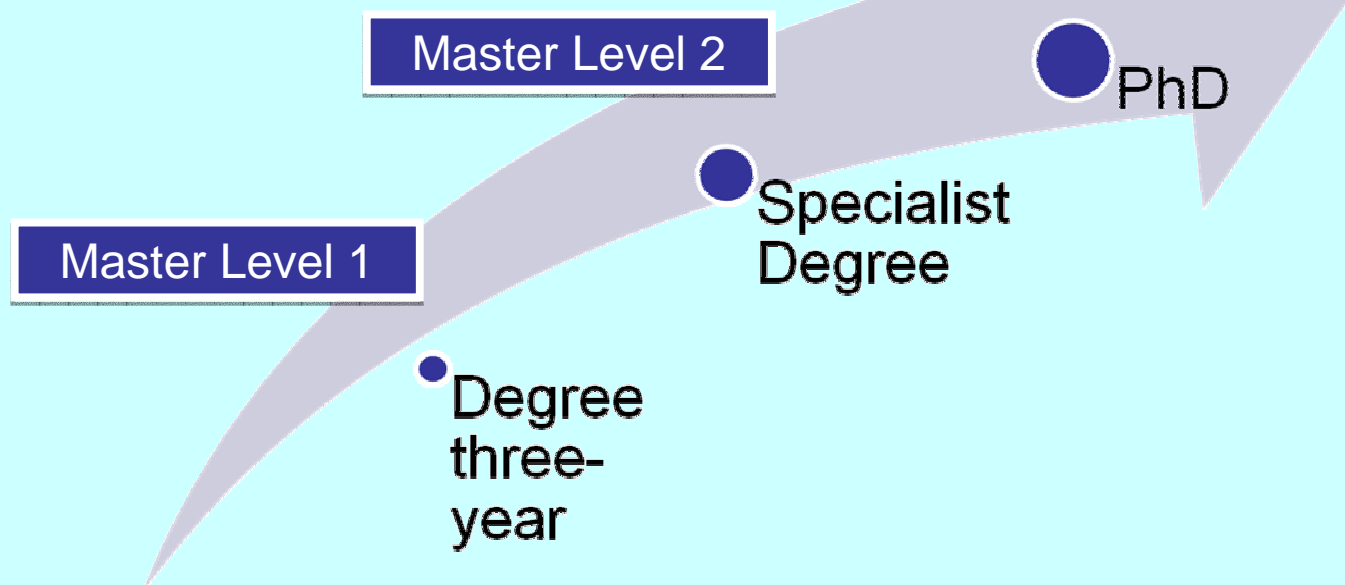 Master Level 2
PhD
Specialist
Degree
Master Level 1
Degree
three-
year